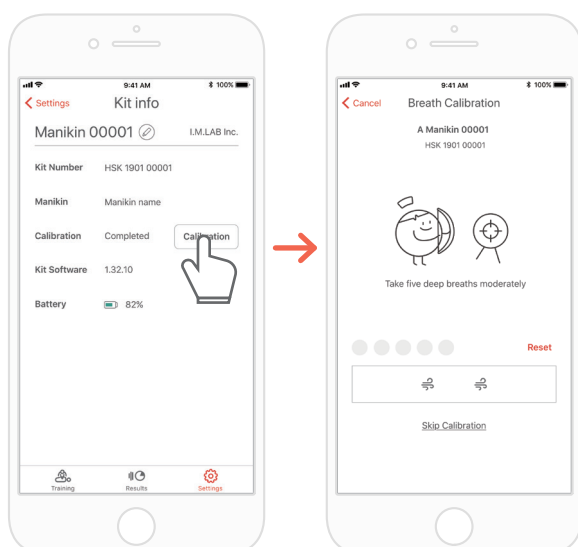 9:41 AM
100%
Settings
Kit info
Manikin 00001
I.M.LAB Inc.
Kit Number HSK 1901 00001
Manikin Manikin name
Calibration Completed Calibration
Kit Software 1.32.10
Battery 82%
Training Results Settings
9:41 AM
100%
Cancel
Breath Calibration
A Manikin 00001
HSK 1901 00001
Take five deep breaths moderately
Reset
Skip Calibration